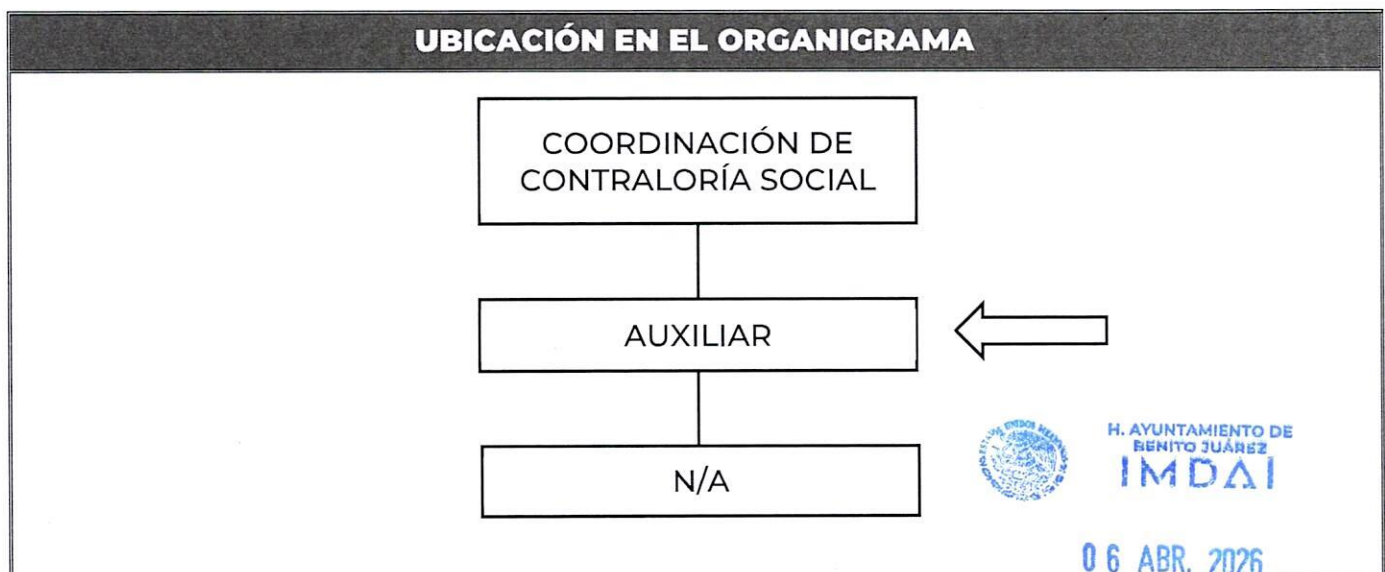 UBICACIÓN EN EL ORGANIGRAMA
COORDINACIÓN DE
CONTRALORÍA SOCIAL
AUXILIAR
N/A
H. AYUNTAMIENTO DE
BENITO JUÁREZ
IMDAI
06 ABR. 2026